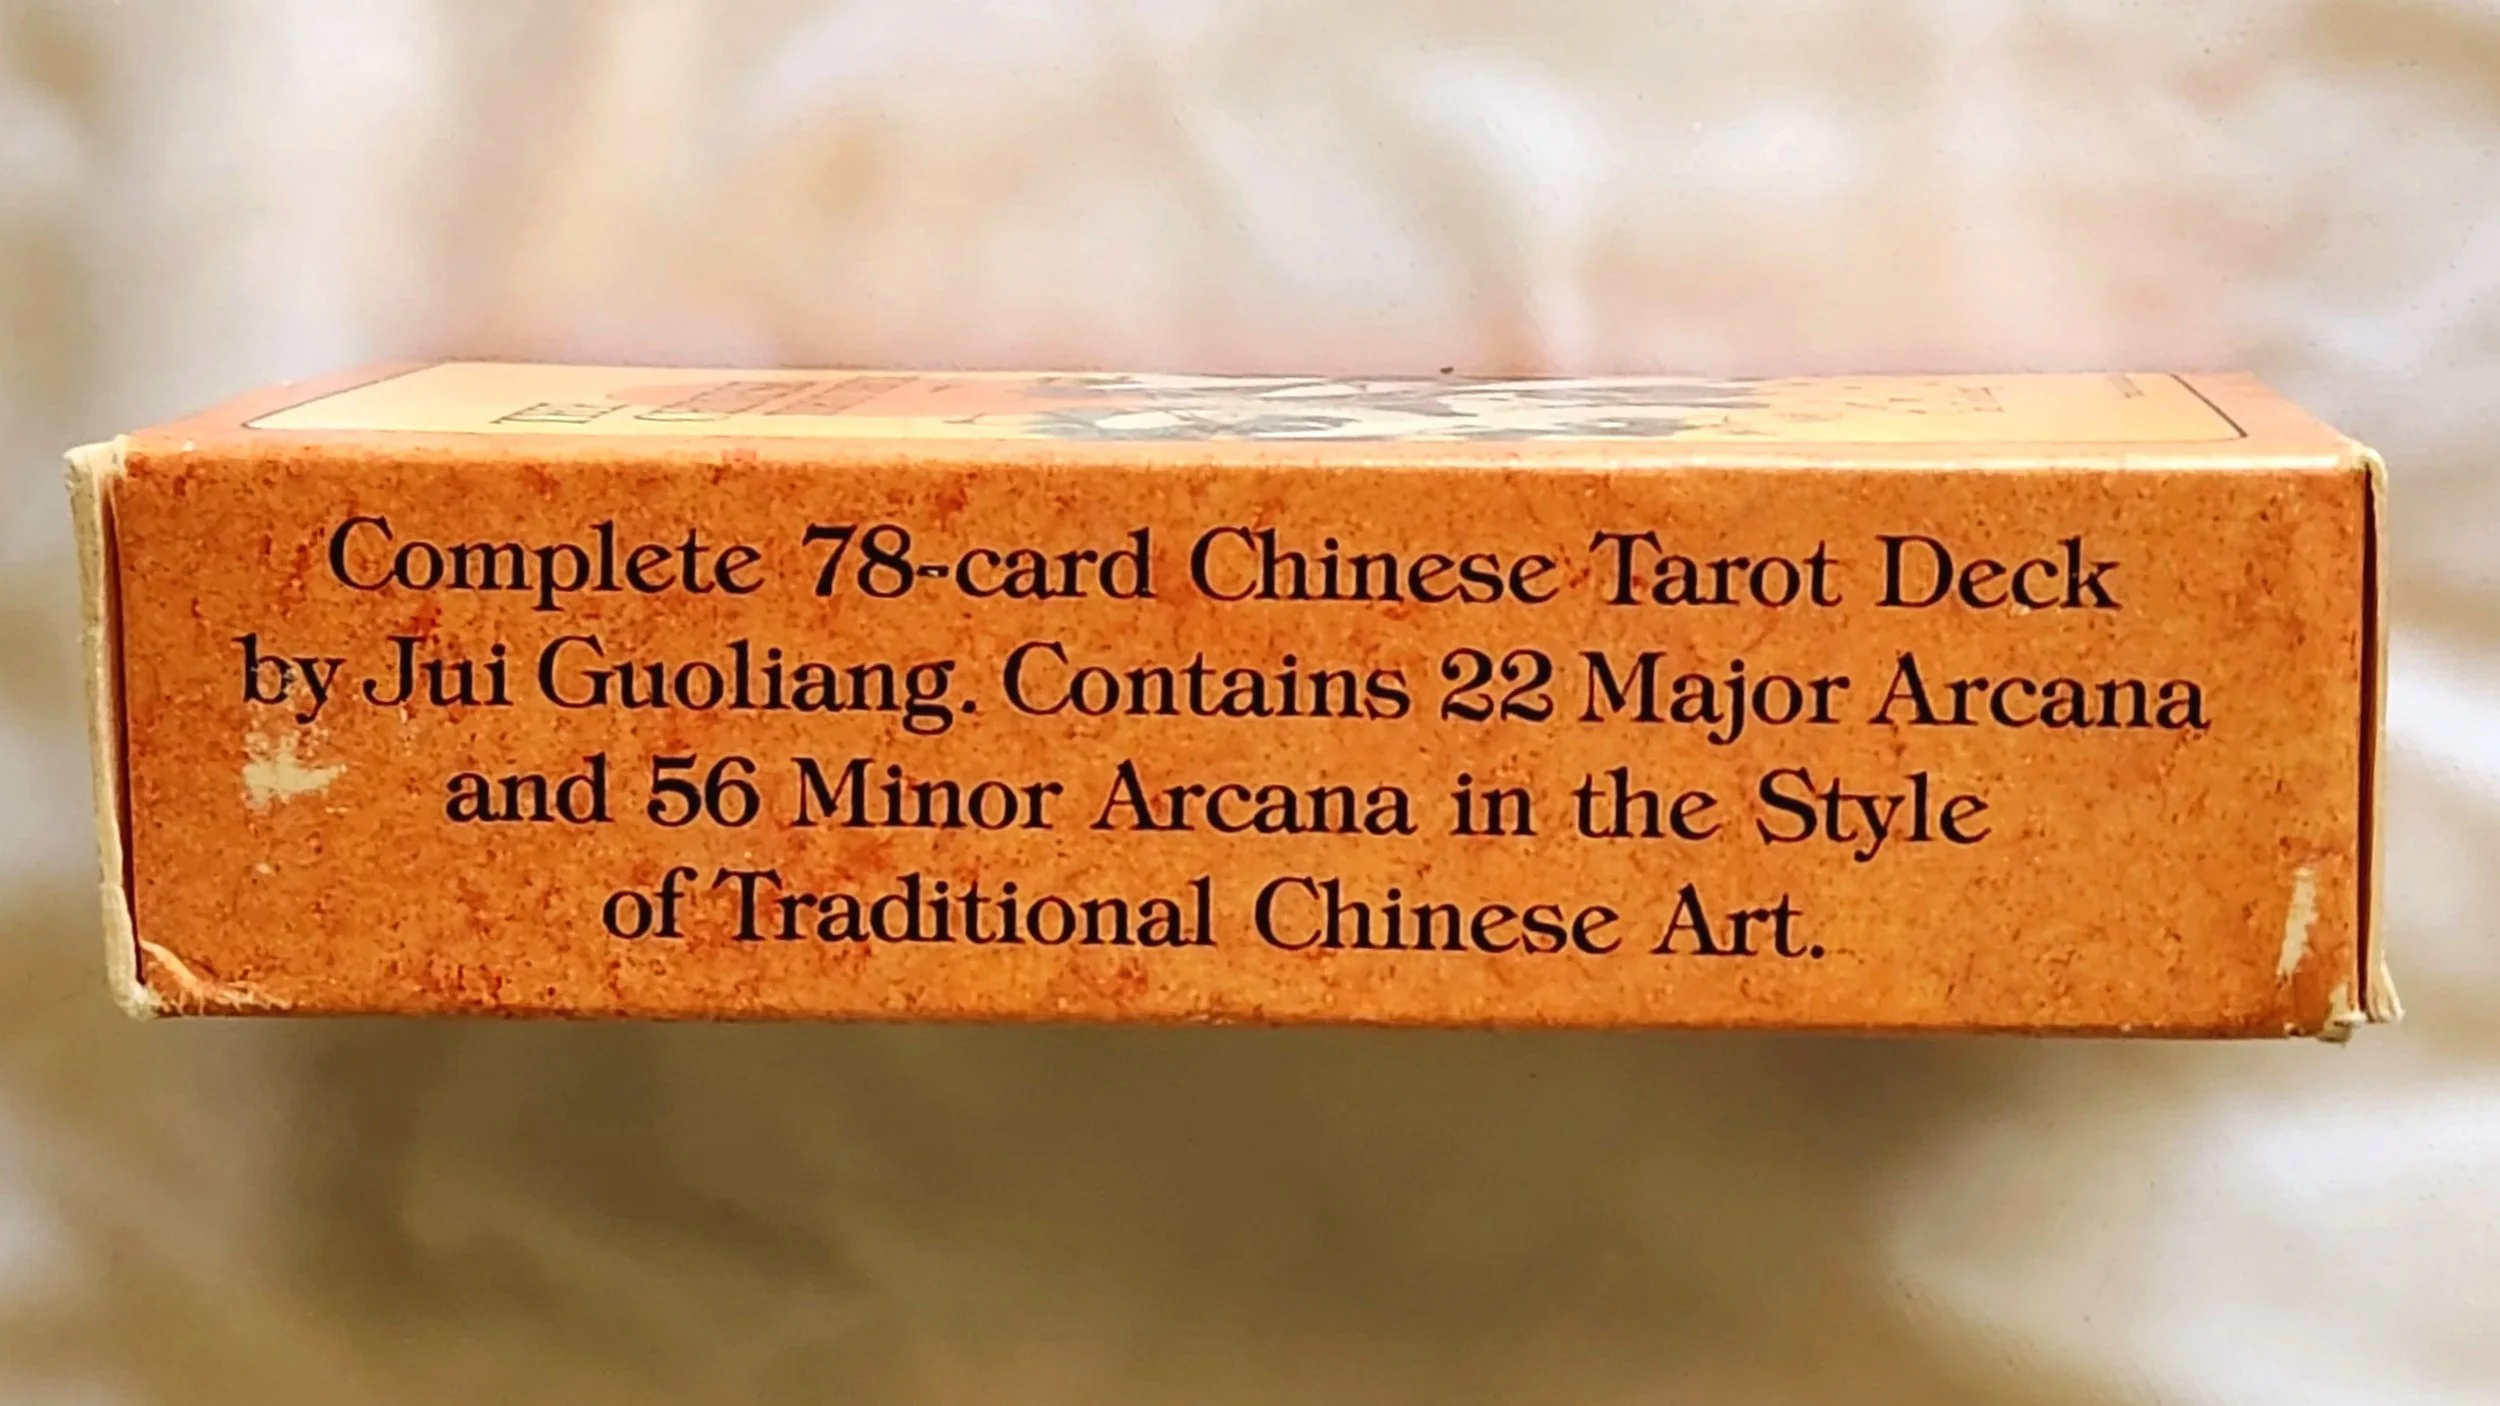 Complete 78-card Chinese Tarot Deck
by Jui Guoliang. Contains 22 Major Arcana
and 56 Minor Arcana in the Style
of Traditional Chinese Art.